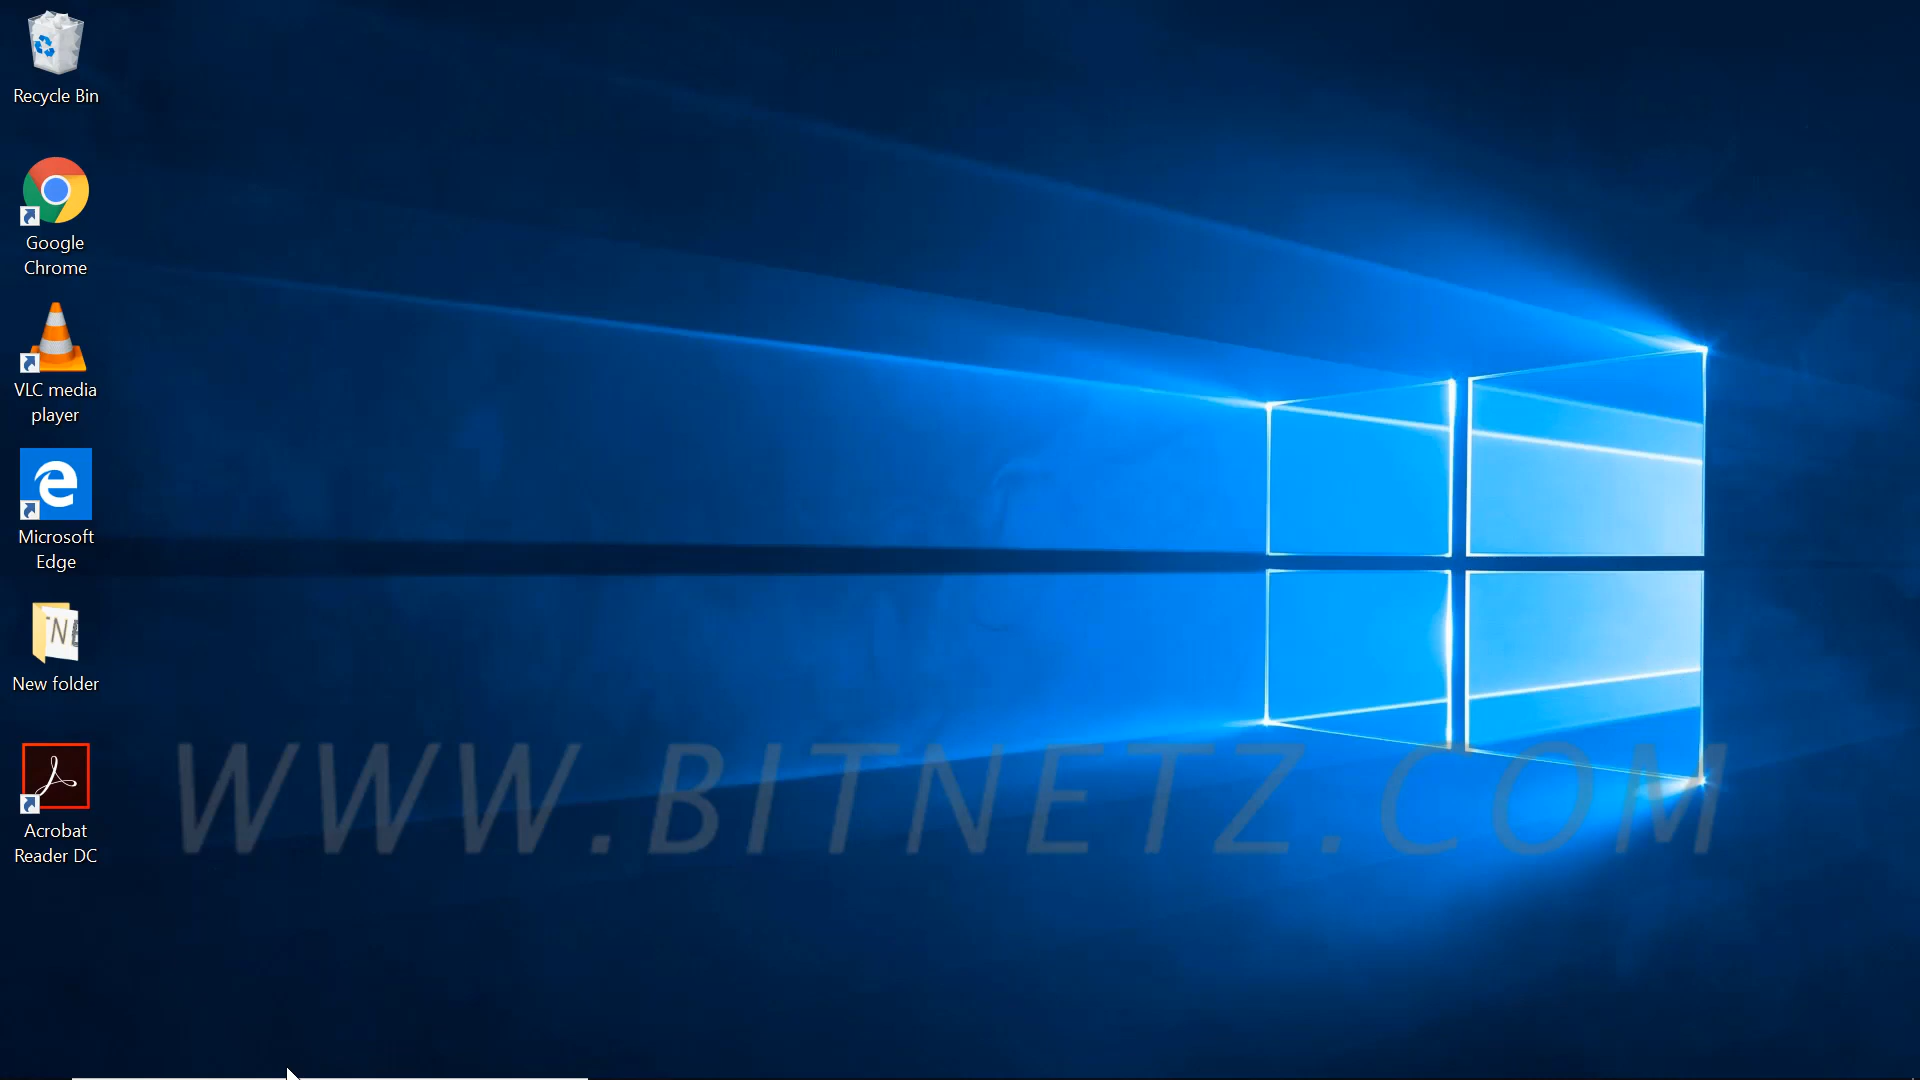 Recycle Bin
Google
Chrome
VLC media
player
Microsoft
Edge
New folder
Acrobat
Reader DC
WWW.BITNETZ.COM